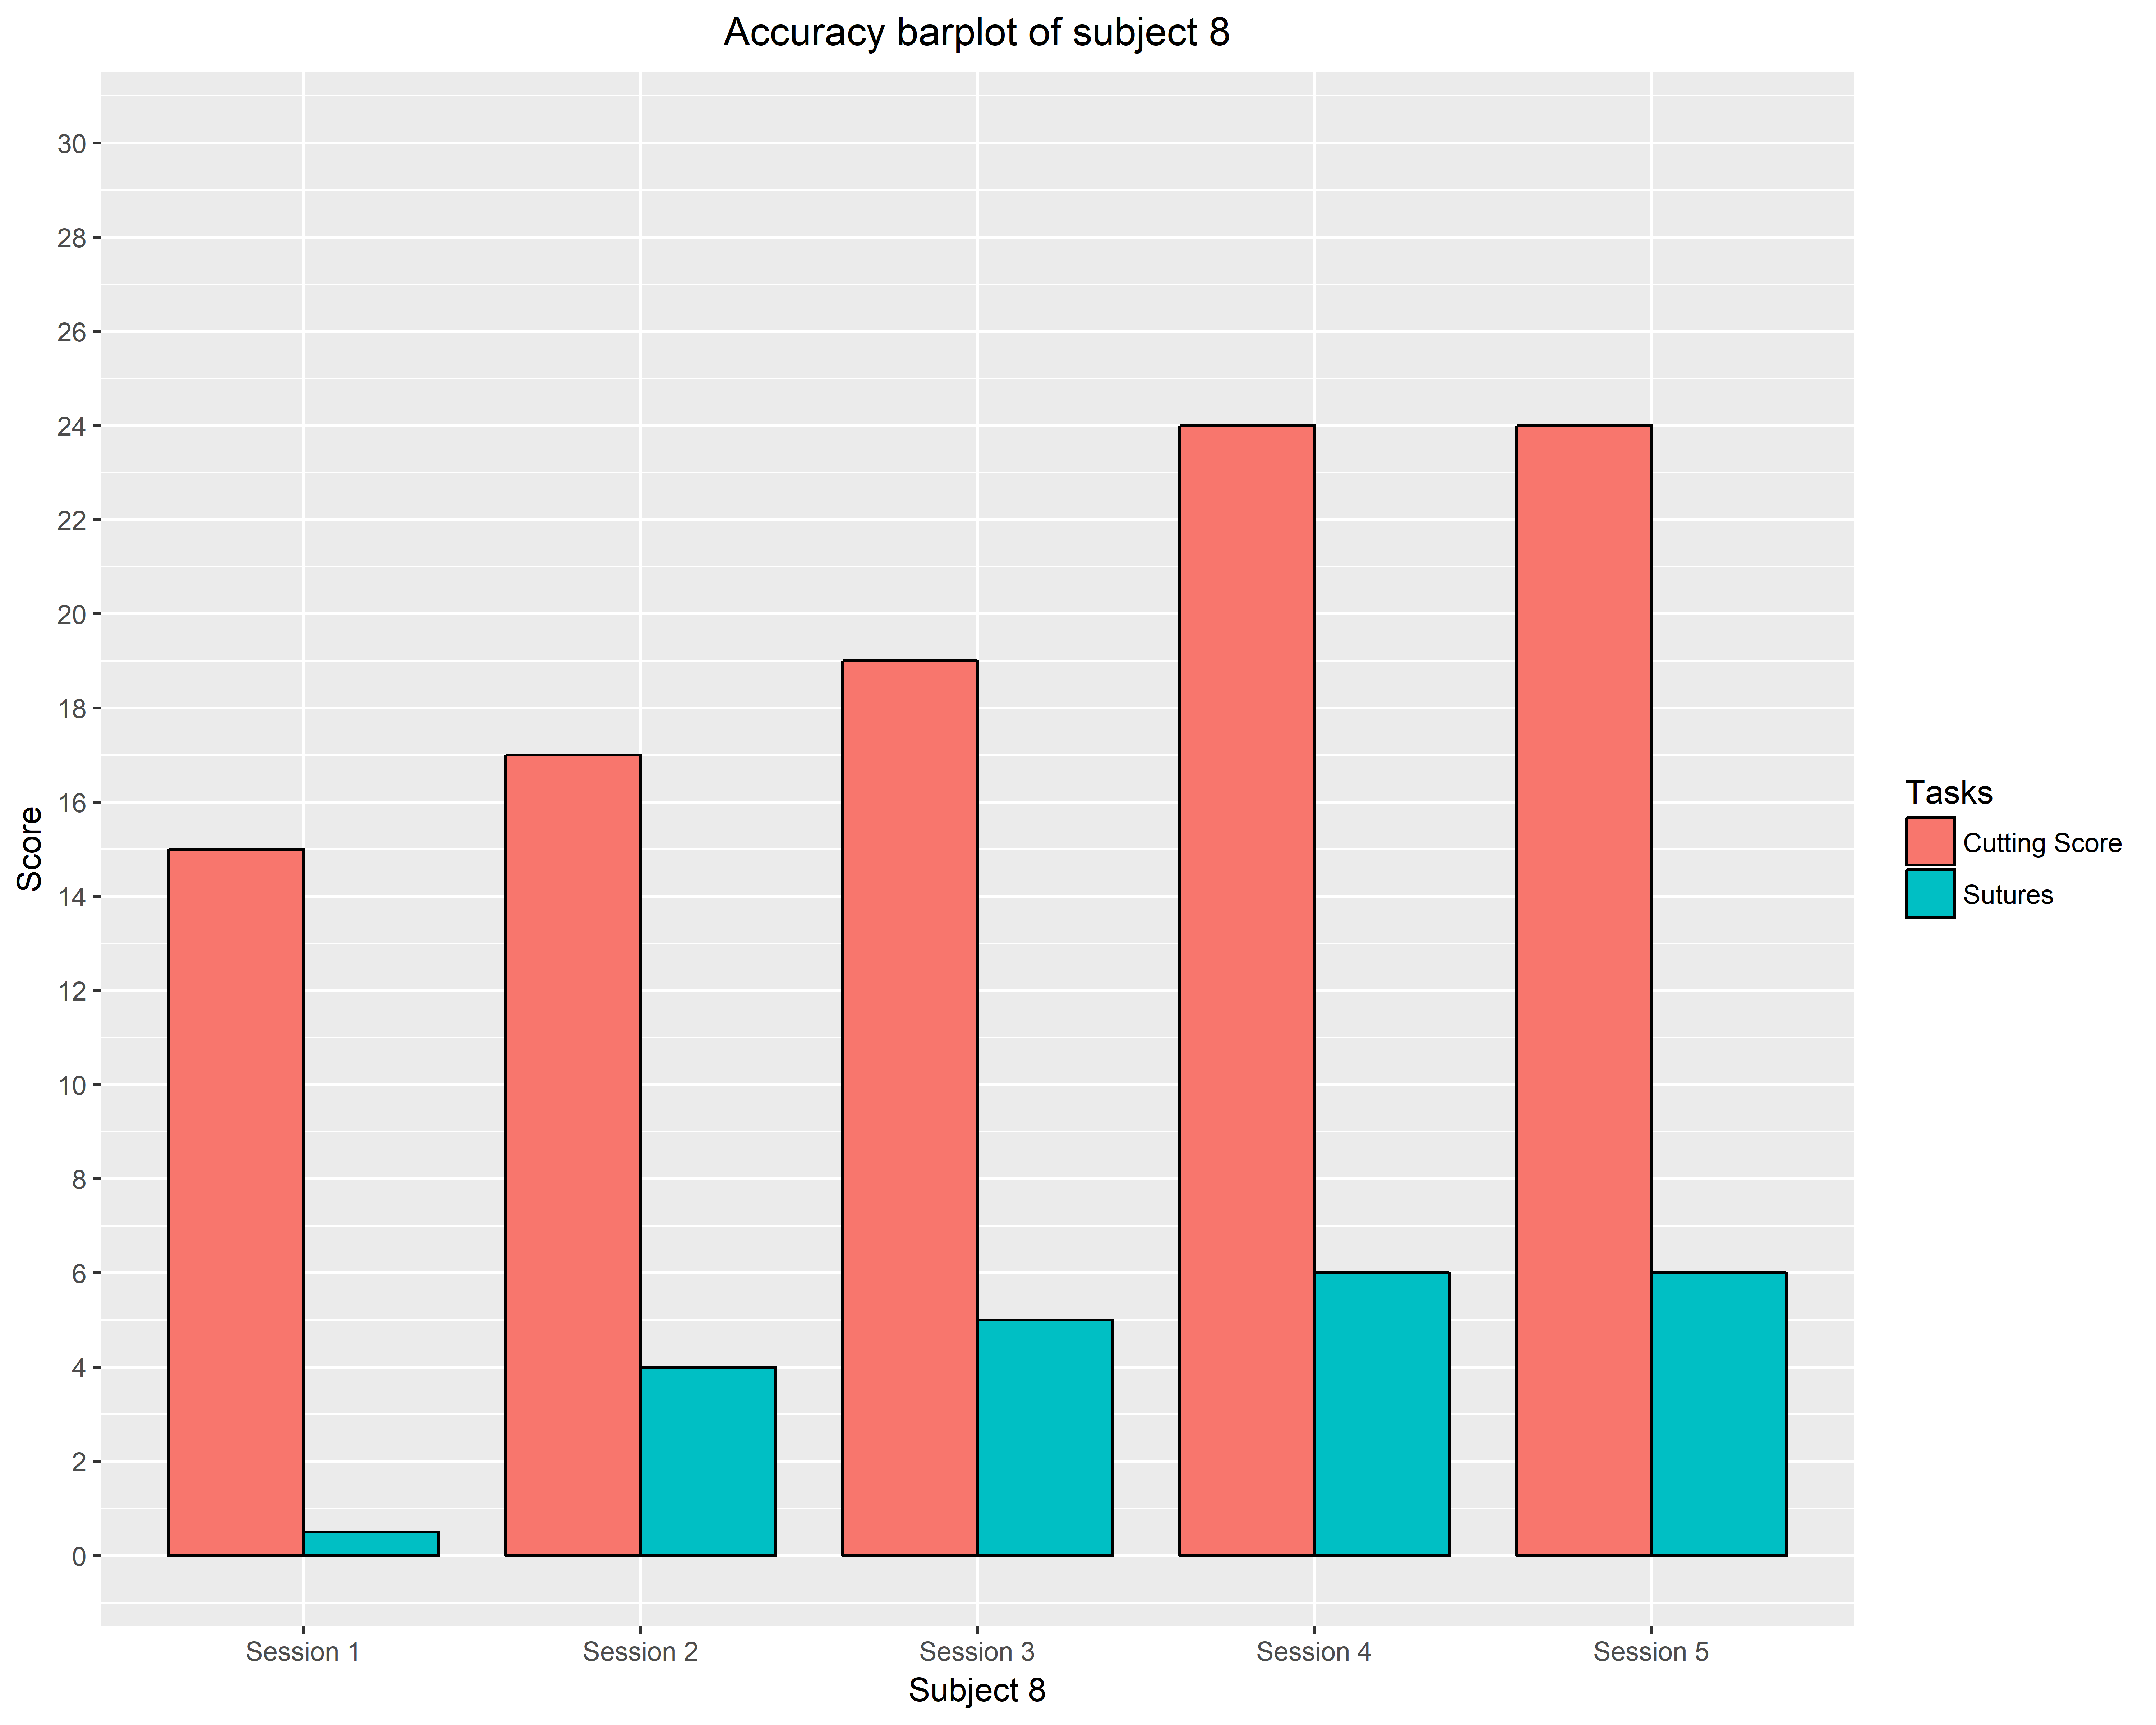 Accuracy barplot of subject 8
Score
30
28
26
24
22
20
18
16
14
12
10
8
6
4
2
0
Session 1
Session 2
Session 3
Session 4
Session 5
Subject 8
Tasks
Cutting Score
Sutures